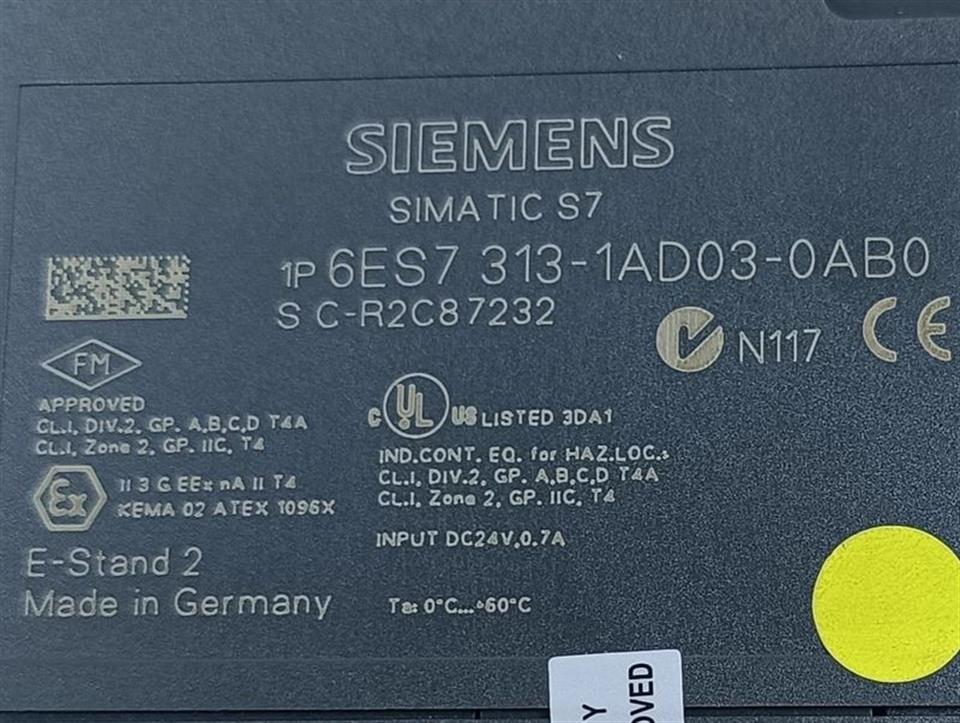 SIEMENS
SIMATIC S7
1P 6ES7 313-1AD03-0AB0
S C-R2C87232
N117
CE
FM
APPROVED
CL.I, DIV.2, GP. A,B,C,D T4A
CL.I, Zone 2, GP. IIC, T4
C UL US LISTED 3DA1
IND.CONT. EQ. for HAZ.LOC.:
CL.I, DIV.2, GP. A,B,C,D T4A
CL.I, Zone 2, GP. IIC, T4
Ex
II 3 G EEx nA II T4
KEMA 02 ATEX 1096X
INPUT DC24V,0.7A
E-Stand 2
Made in Germany
Ta: 0°C...+60°C